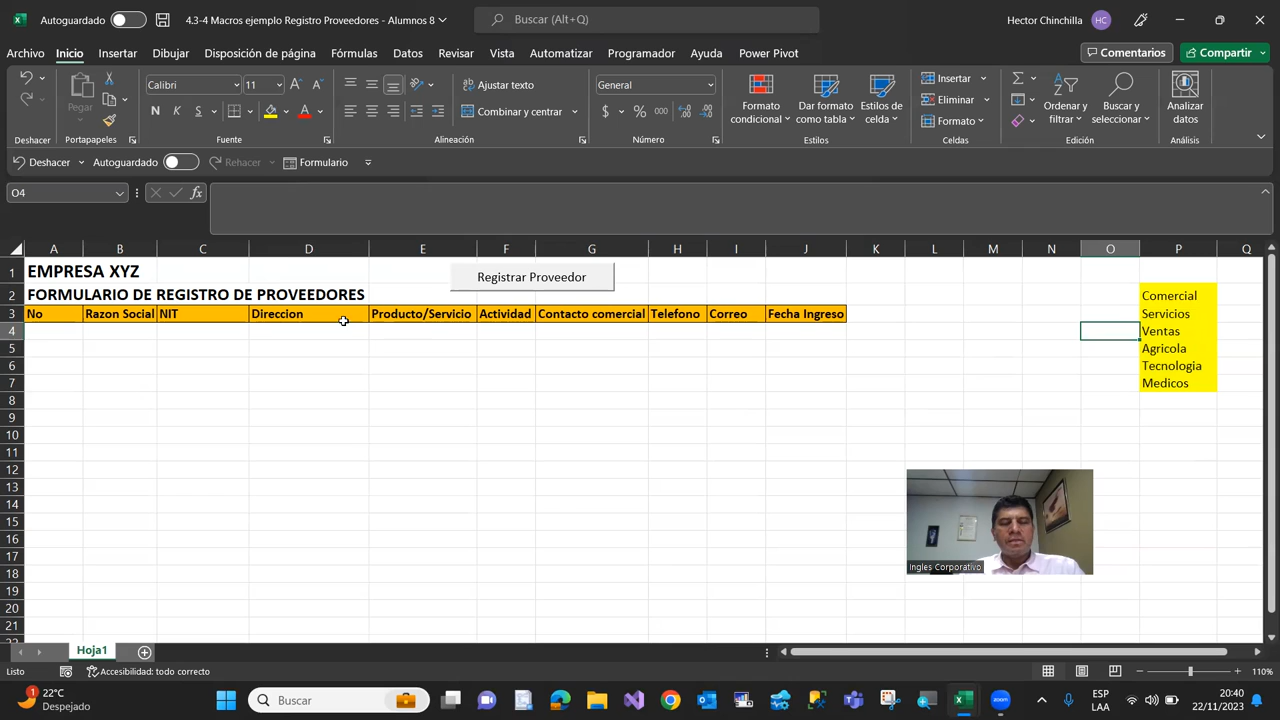 Autoguardado
4.3-4 Macros ejemplo Registro Proveedores - Alumnos 8
Buscar (Alt+Q)
Hector Chinchilla
HC
Archivo Inicio Insertar Dibujar Disposición de página Fórmulas Datos Revisar Vista Automatizar Programador Ayuda Power Pivot
Comentarios
Compartir
Pegar
Calibri
11
Ajustar texto
General
Formato condicional
Dar formato como tabla
Estilos de celda
Insertar
Ordenar y filtrar
Buscar y seleccionar
Analizar datos
N K S
Combinar y centrar
$ % 000
Eliminar
Formato
Deshacer Portapapeles Fuente Alineación Número Estilos Celdas Edición Análisis
Deshacer Autoguardado Rehacer Formulario
O4
fx
A B C D E F G H I J K L M N O P Q
1 EMPRESA XYZ
Registrar Proveedor
2 FORMULARIO DE REGISTRO DE PROVEEDORES
Comercial
3 No Razon Social NIT Direccion Producto/Servicio Actividad Contacto comercial Telefono Correo Fecha Ingreso
Servicios
4 Ventas
5 Agricola
6 Tecnologia
7 Medicos
8
9
10
11
12
13
14
15
16
17
18
19
20
21
Ingles Corporativo
Hoja1
Listo
Accesibilidad: todo correcto
110%
22°C
Despejado
1
Buscar
ESP
LAA
20:40
22/11/2023